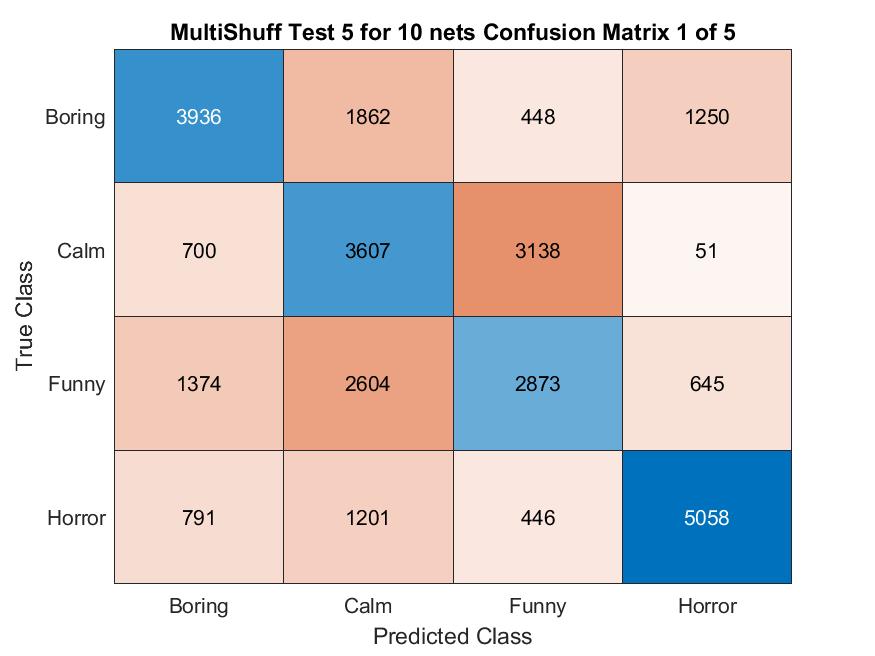 MultiShuff Test 5 for 10 nets Confusion Matrix 1 of 5
True Class
Boring 3936 1862 448 1250
Calm 700 3607 3138 51
Funny 1374 2604 2873 645
Horror 791 1201 446 5058
Boring Calm Funny Horror
Predicted Class